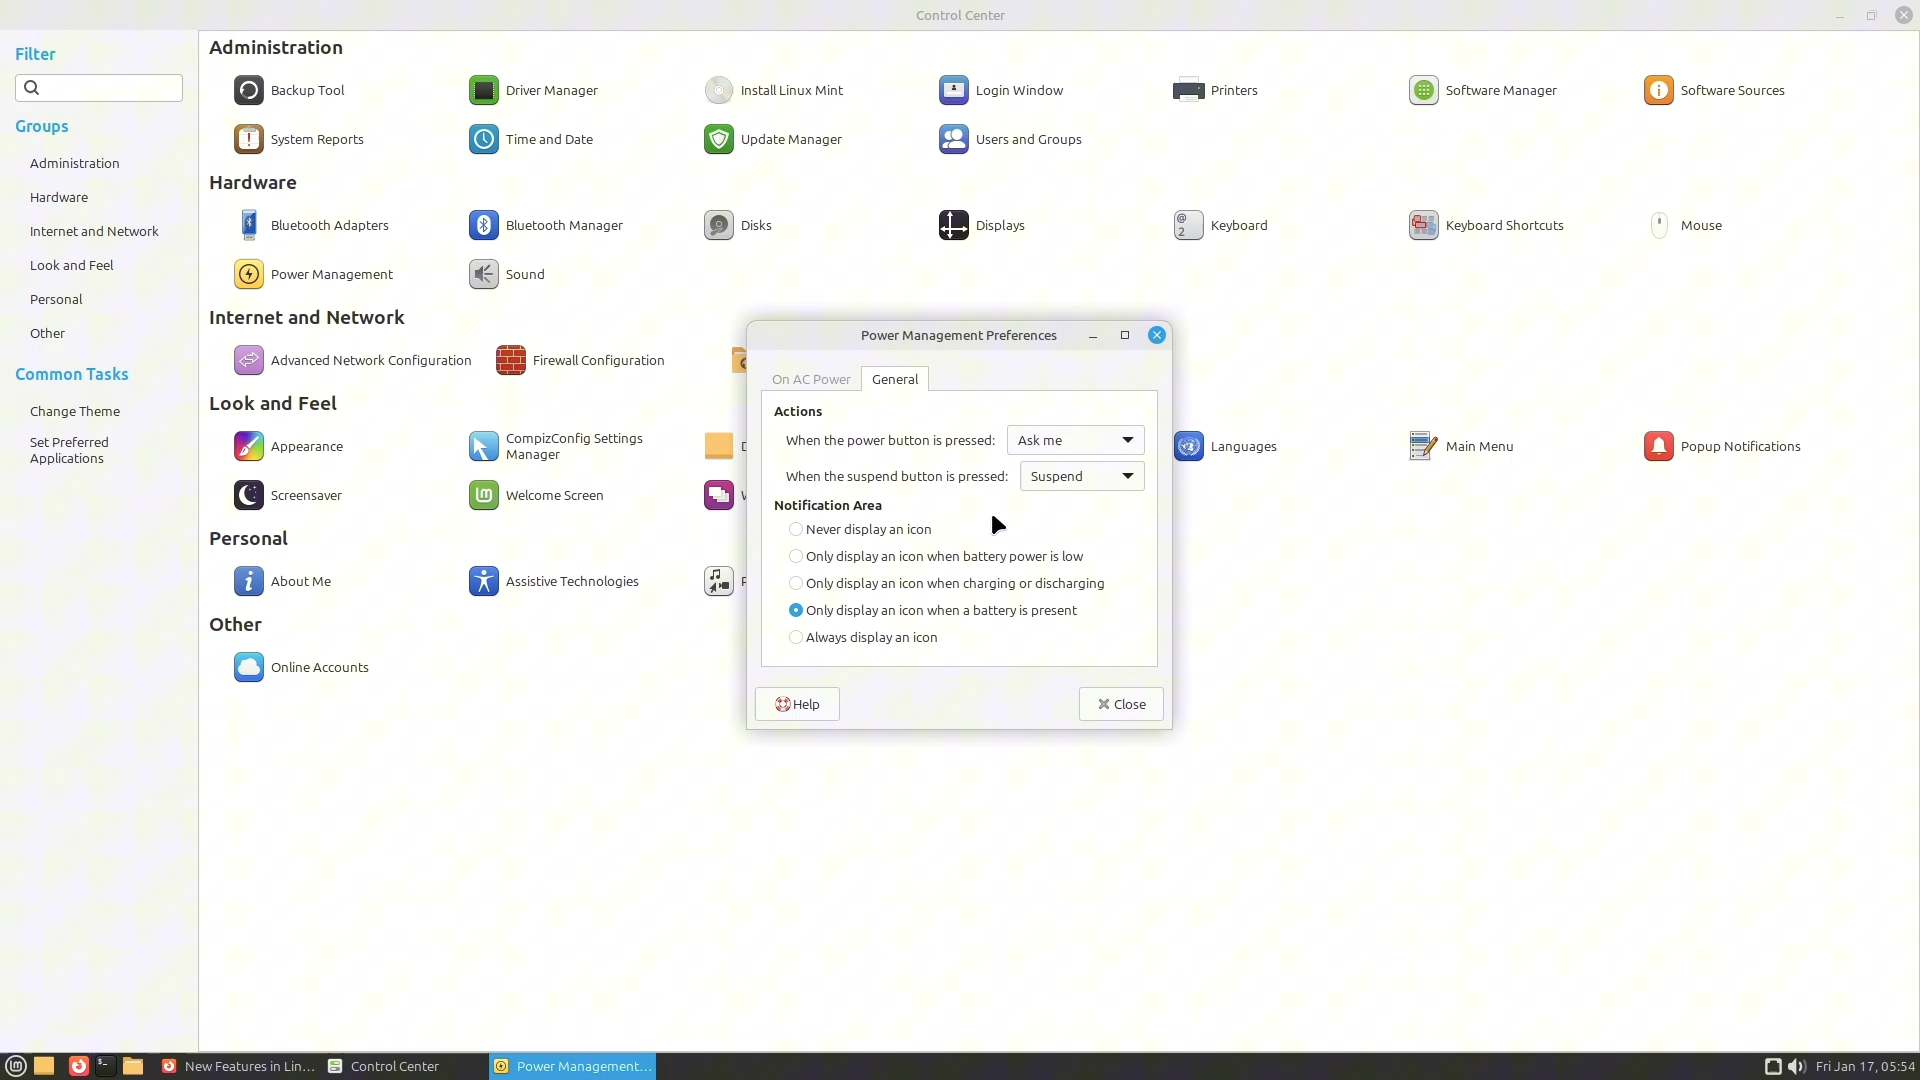 Control Center
Filter
Groups
Administration
Hardware
Internet and Network
Look and Feel
Personal
Other
Common Tasks
Change Theme
Set Preferred
Applications
Administration
Backup Tool
Driver Manager
Install Linux Mint
Login Window
Printers
Software Manager
Software Sources
System Reports
Time and Date
Update Manager
Users and Groups
Hardware
Bluetooth Adapters
Bluetooth Manager
Disks
Displays
Keyboard
Keyboard Shortcuts
Mouse
Power Management
Sound
Internet and Network
Advanced Network Configuration
Firewall Configuration
Look and Feel
Appearance
CompizConfig Settings
Manager
Languages
Main Menu
Popup Notifications
Screensaver
Welcome Screen
Personal
About Me
Assistive Technologies
Other
Online Accounts
Power Management Preferences
On AC Power
General
Actions
When the power button is pressed:
Ask me
When the suspend button is pressed:
Suspend
Notification Area
Never display an icon
Only display an icon when battery power is low
Only display an icon when charging or discharging
Only display an icon when a battery is present
Always display an icon
Help
Close
New Features in Lin...
Control Center
Power Management...
Fri Jan 17, 05:54